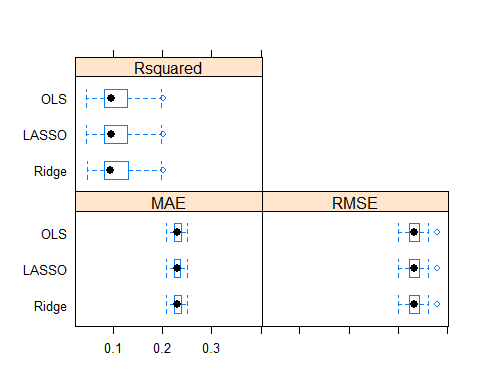 Rsquared
OLS
LASSO
Ridge
MAE RMSE
OLS
LASSO
Ridge
0.1 0.2 0.3